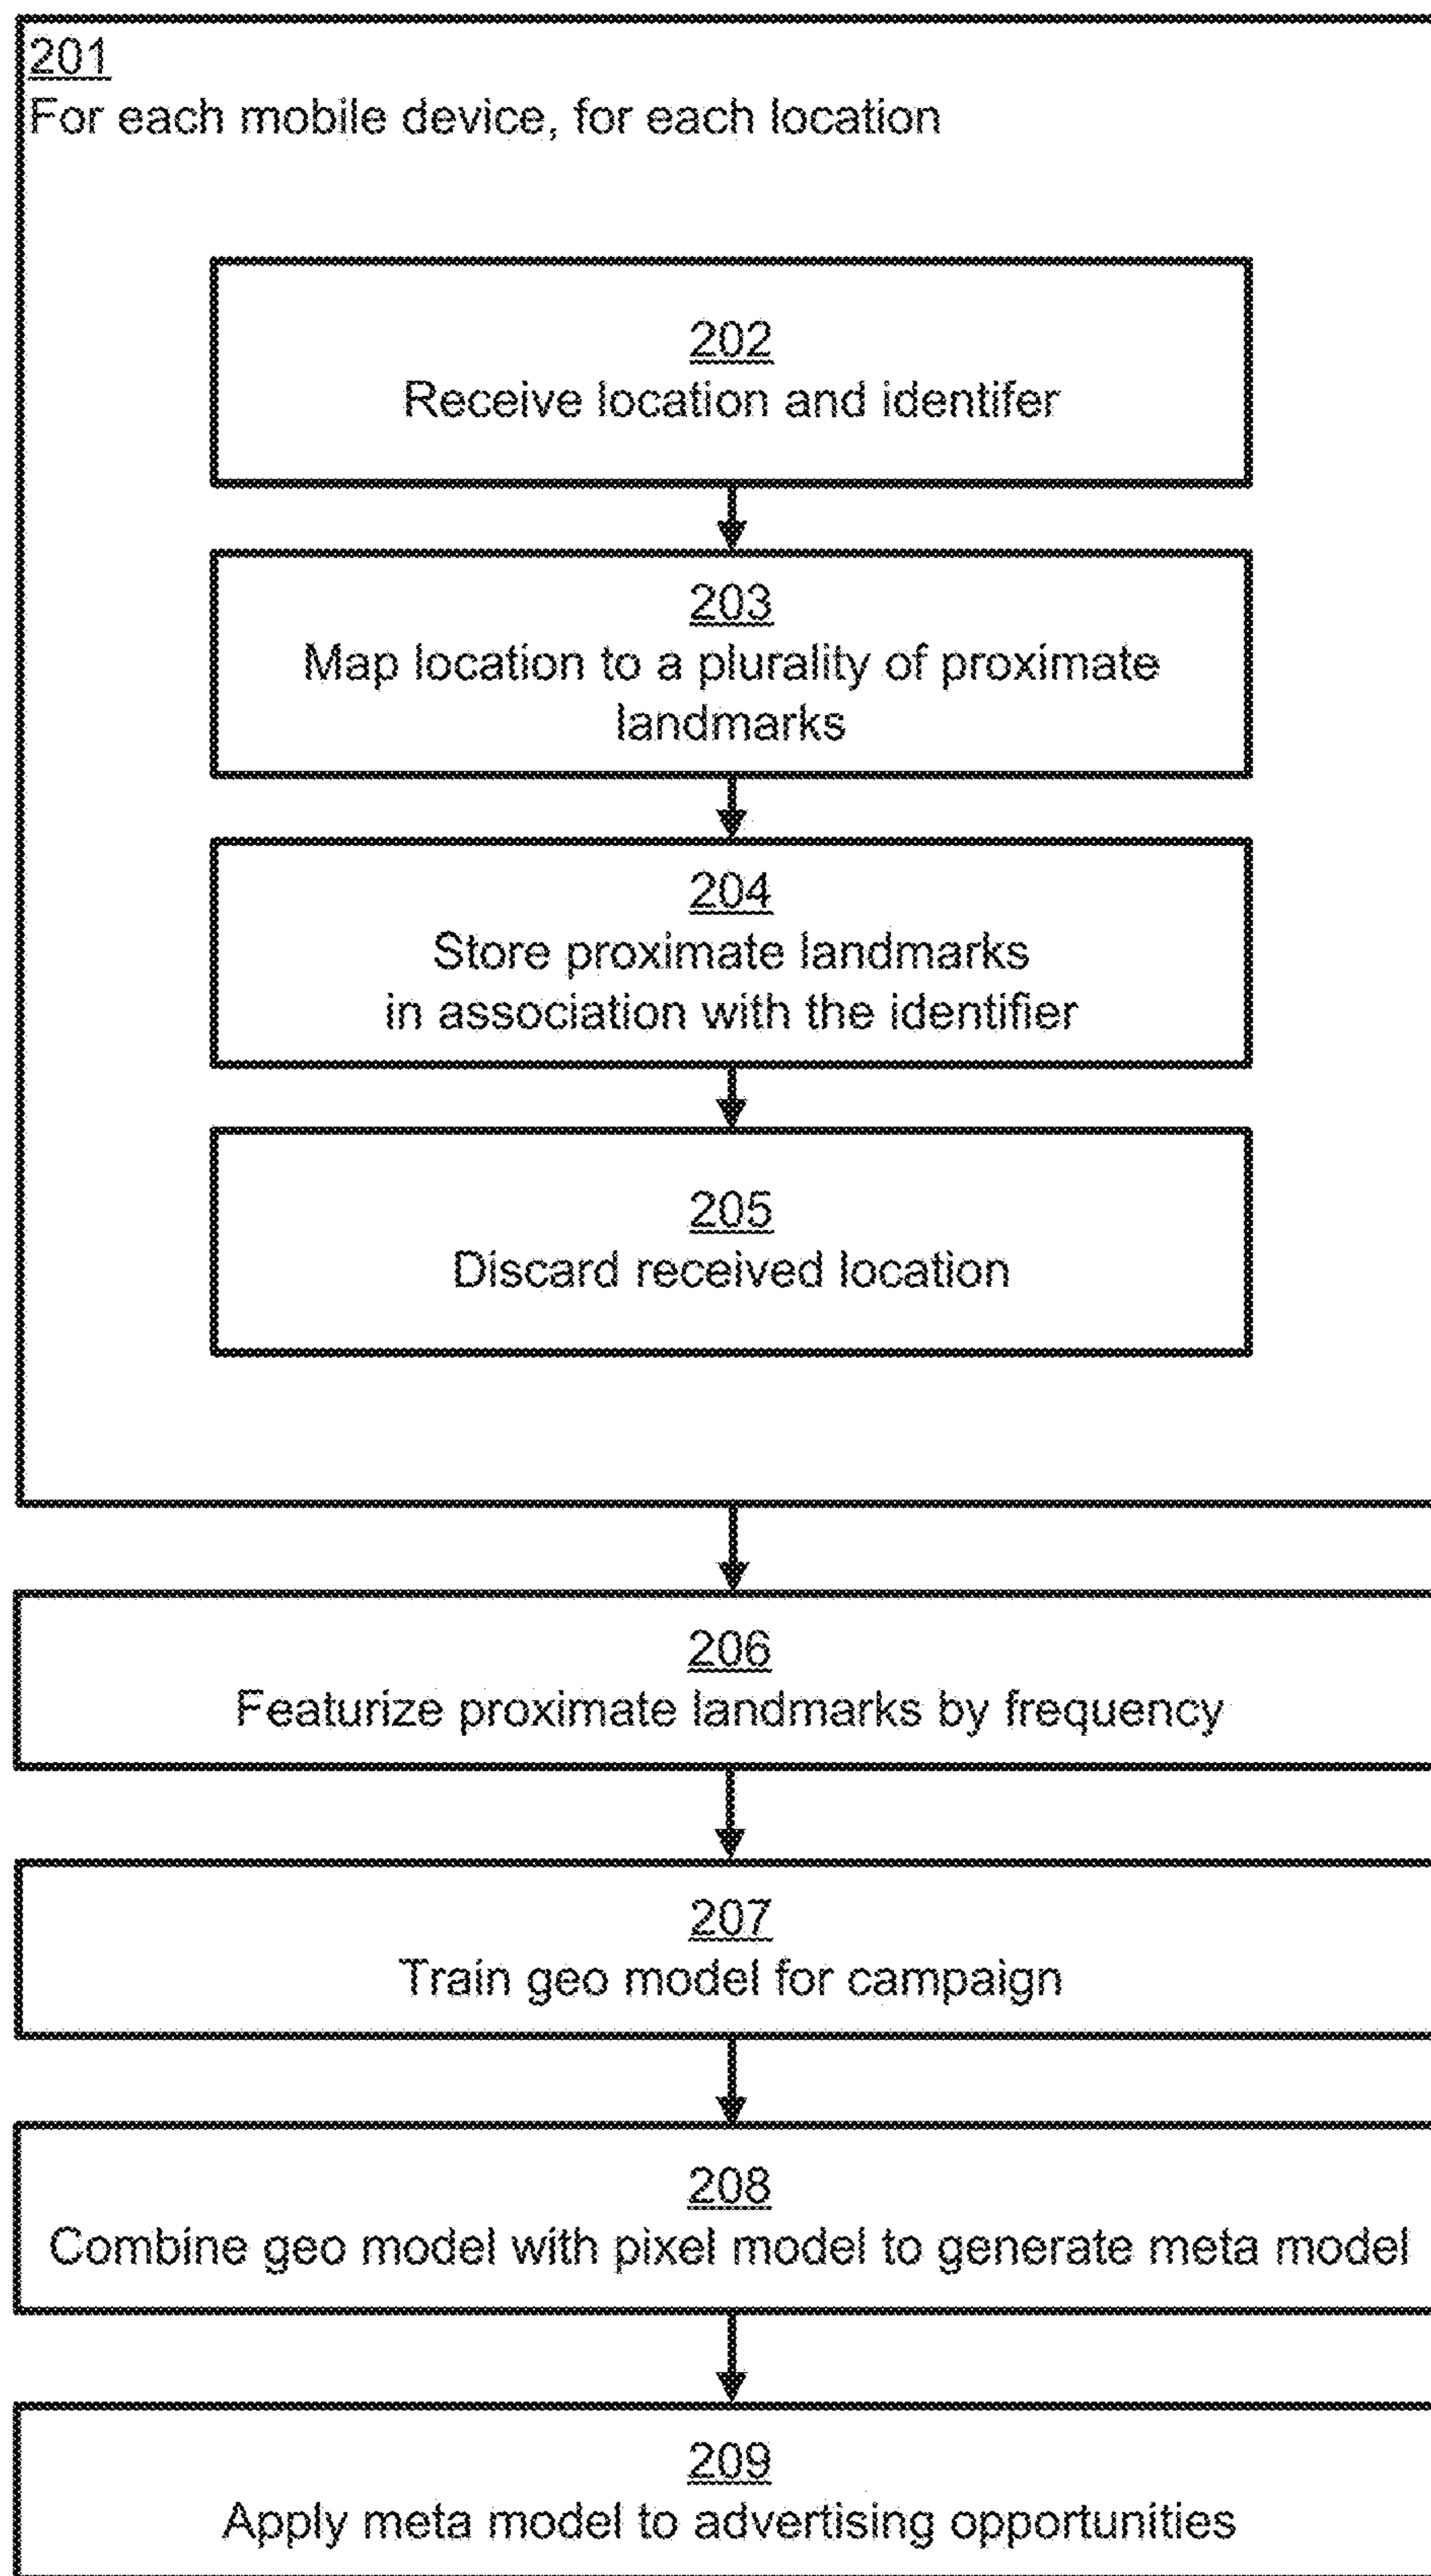 201
For each mobile device, for each location
202
Receive location and identifer
203
Map location to a plurality of proximate
landmarks
204
Store proximate landmarks
in association with the identifier
205
Discard received location
206
Featurize proximate landmarks by frequency
207
Train geo model for campaign
208
Combine geo model with pixel model to generate meta model
209
Apply meta model to advertising opportunities